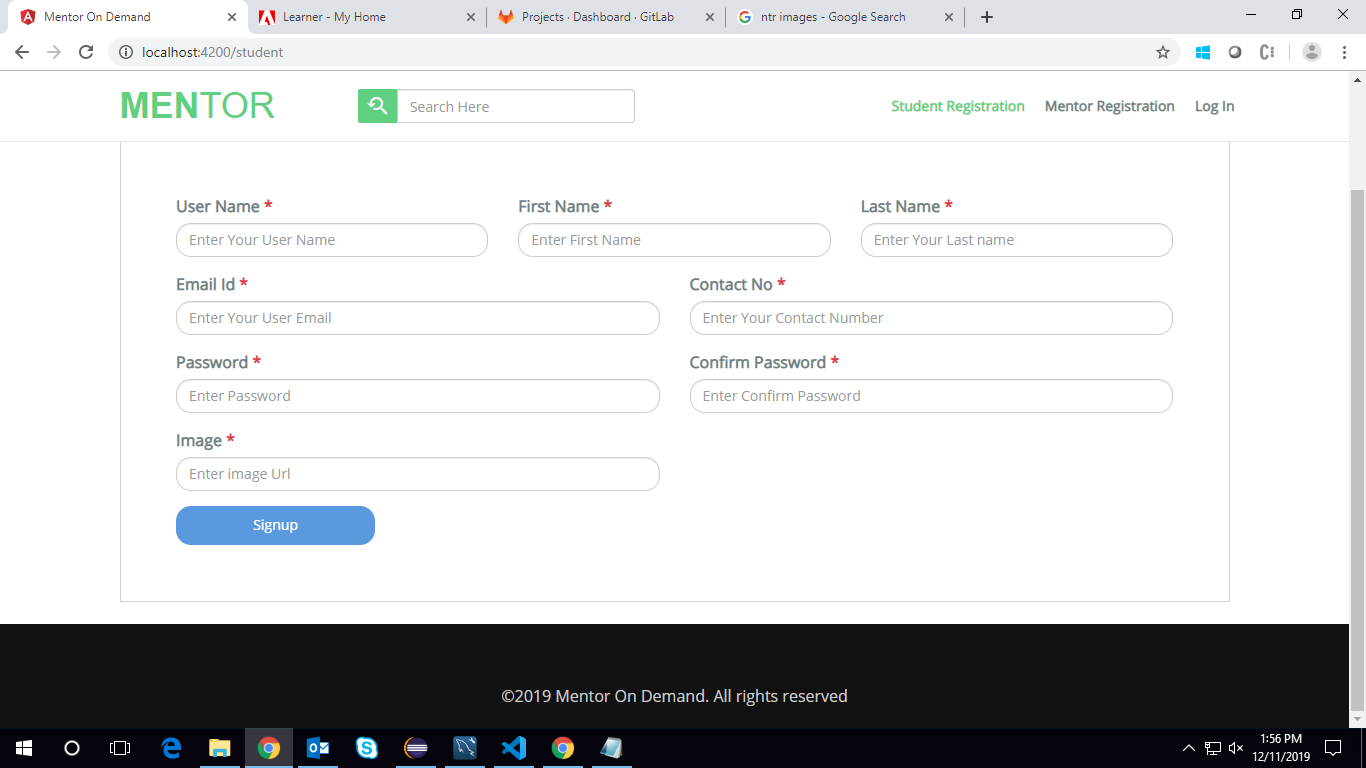 Mentor On Demand
Learner - My Home
Projects · Dashboard · GitLab
ntr images - Google Search
localhost:4200/student
MENTOR
Search Here
Student Registration
Mentor Registration
Log In
User Name *
First Name *
Last Name *
Enter Your User Name
Enter First Name
Enter Your Last name
Email Id *
Contact No *
Enter Your User Email
Enter Your Contact Number
Password *
Confirm Password *
Enter Password
Enter Confirm Password
Image *
Enter image Url
Signup
©2019 Mentor On Demand. All rights reserved
1:56 PM
12/11/2019